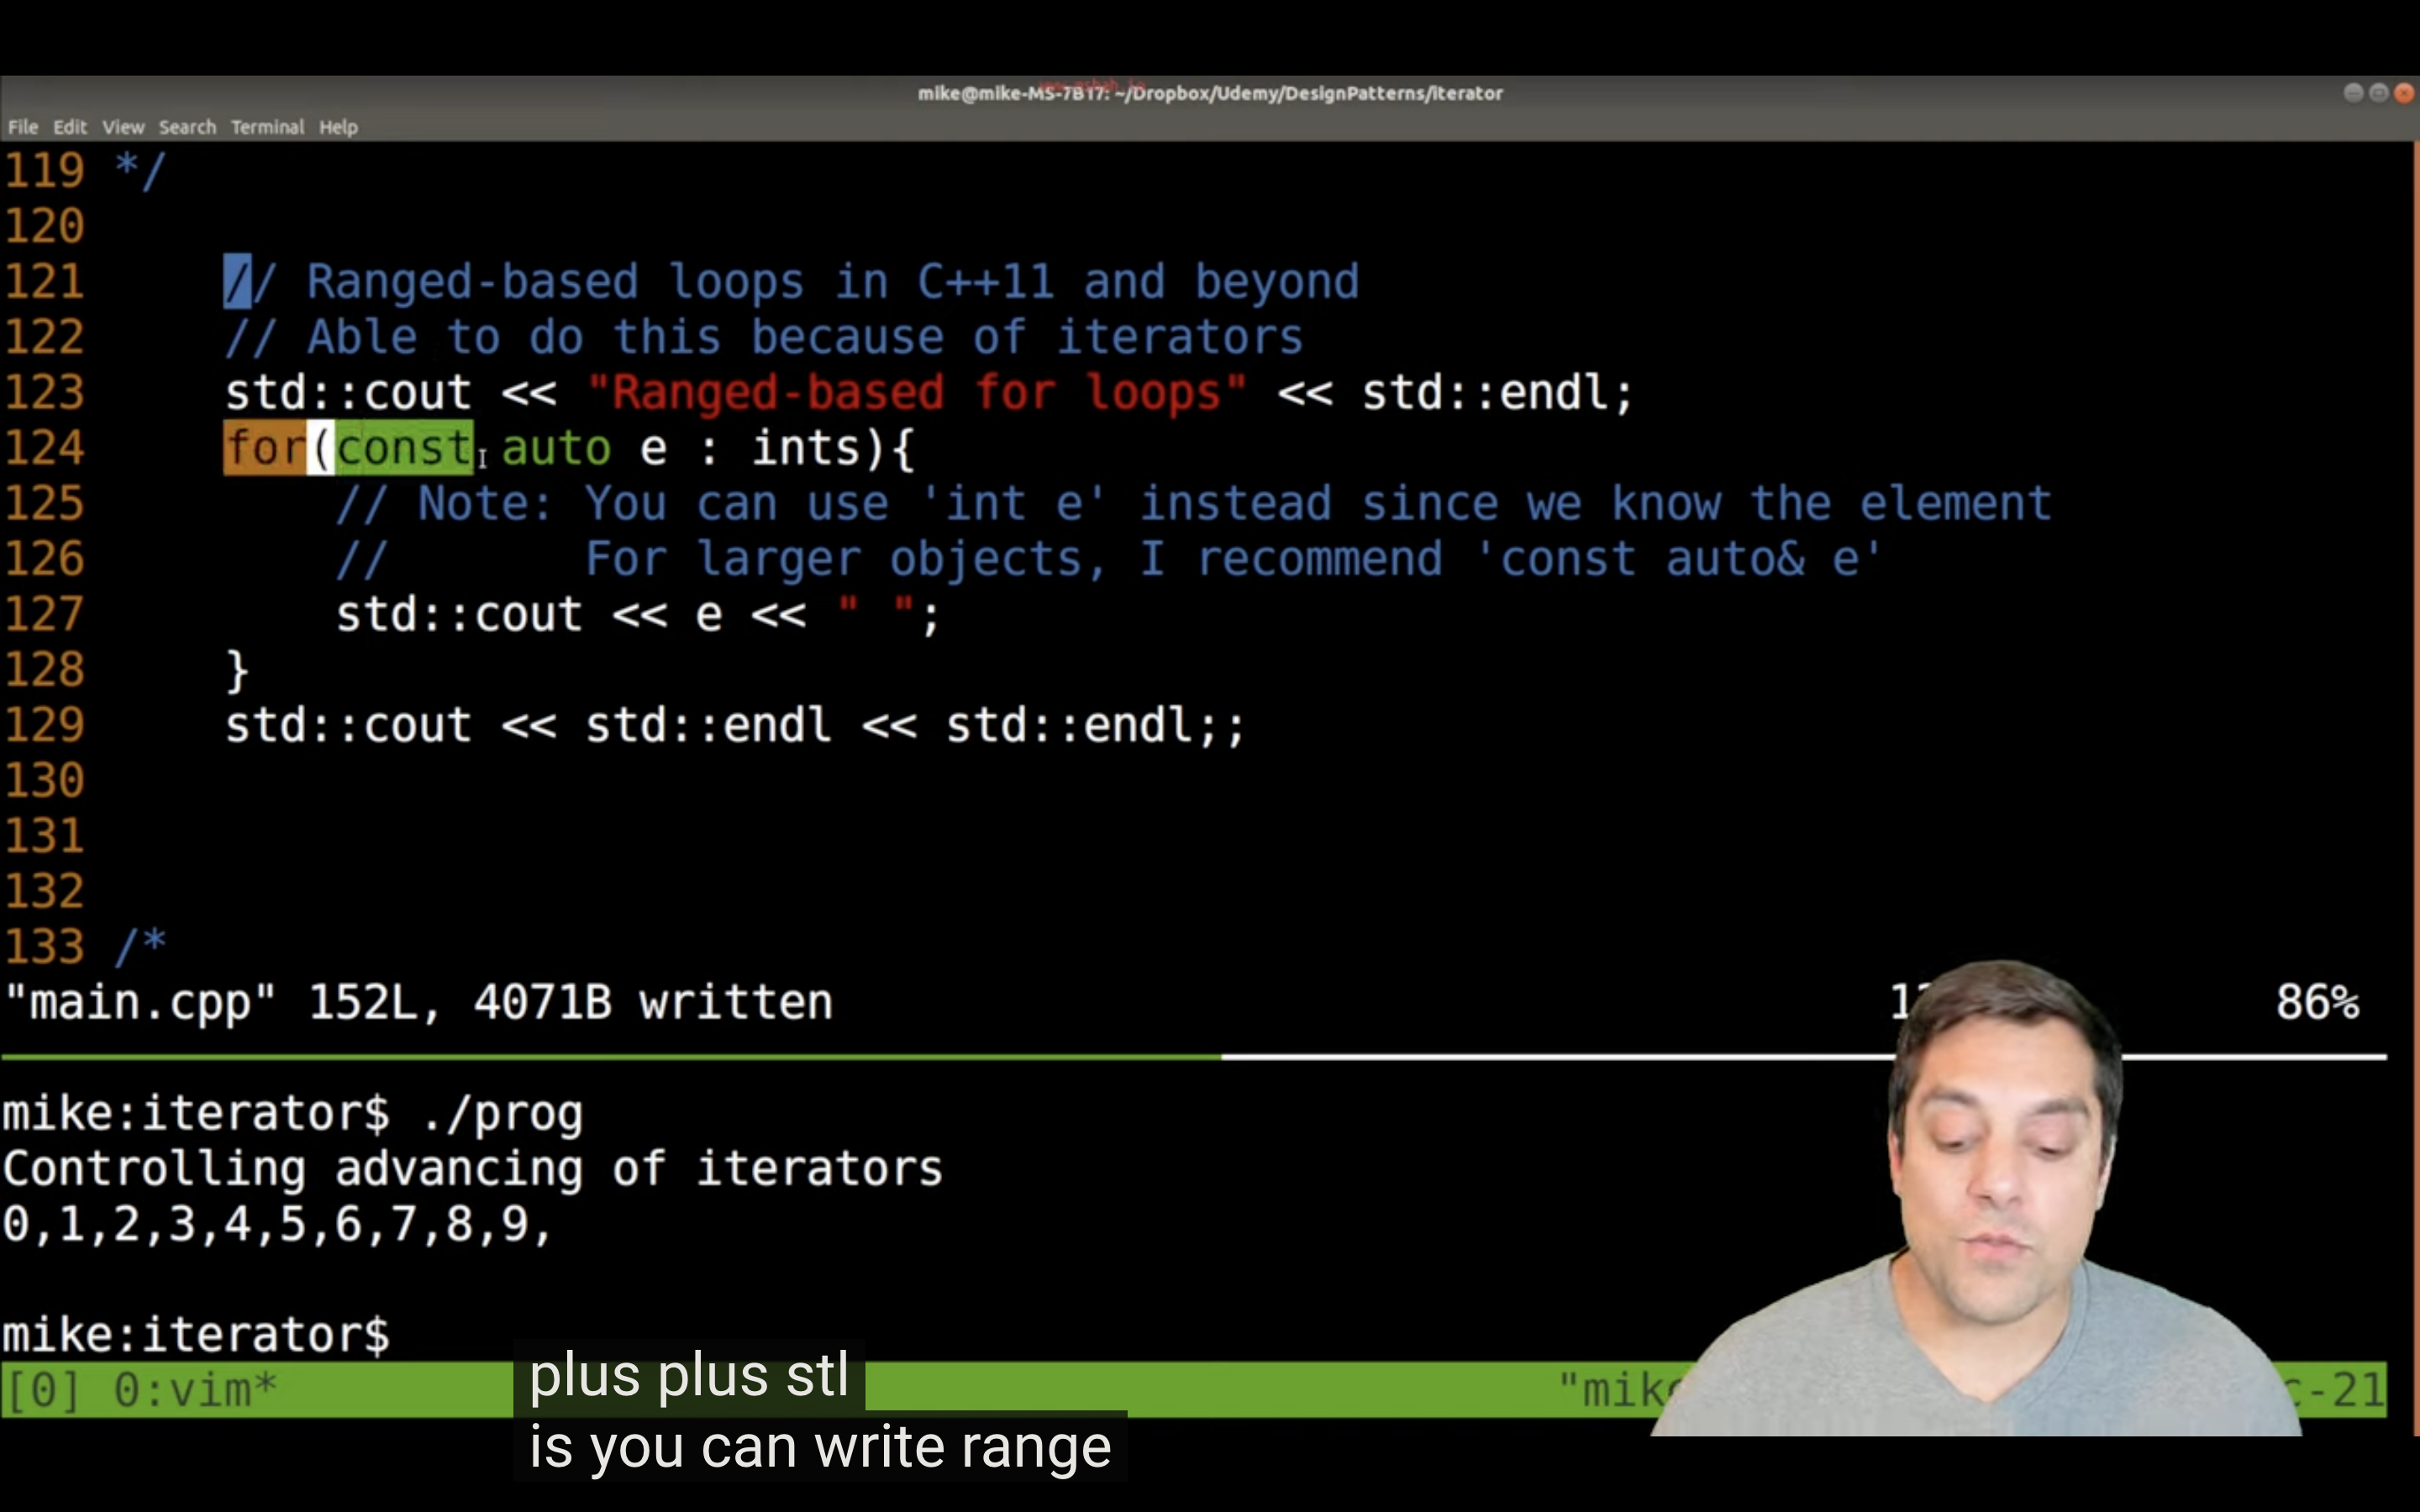 mike@mike-MS-7B17: ~/Dropbox/Udemy/DesignPatterns/iterator
File Edit View Search Terminal Help
119 */
120
121 // Ranged-based loops in C++11 and beyond
122 // Able to do this because of iterators
123 std::cout << "Ranged-based for loops" << std::endl;
124 for(const auto e : ints){
125 // Note: You can use 'int e' instead since we know the element
126 // For larger objects, I recommend 'const auto& e'
127 std::cout << e << " ";
128 }
129 std::cout << std::endl << std::endl;;
130
131
132
133 /*
"main.cpp" 152L, 4071B written 86%
mike:iterator$ ./prog
Controlling advancing of iterators
0,1,2,3,4,5,6,7,8,9,
mike:iterator$
[0] 0:vim* "mike c-21
plus plus stl
is you can write range